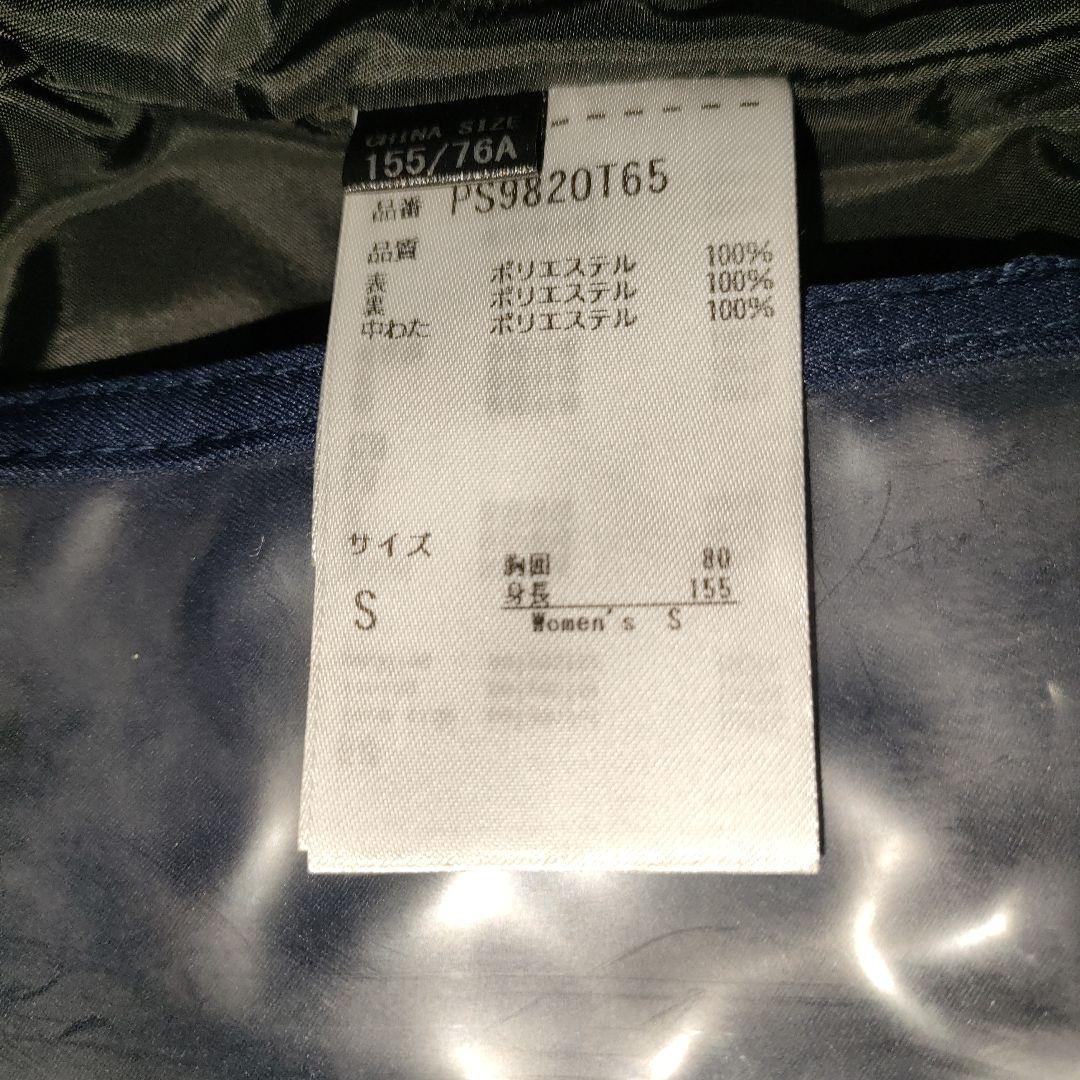 CHINA SIZE
155/76A
品番 PS9820T65
品質
表 ポリエステル 100%
裏 ポリエステル 100%
中わた ポリエステル 100%
サイズ
S
胸囲 80
身長 155
Women's S